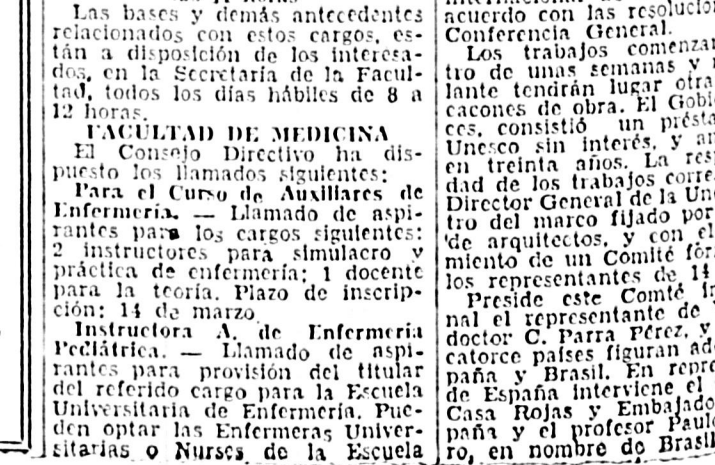 Las bases y demás antecedentes
relacionados con estos cargos, es-
tán a disposición de los interesa-
dos, en la Secretaría de la Facul-
tad, todos los días hábiles de 8 a
12 horas.
FACULTAD DE MEDICINA
El Consejo Directivo ha dis-
puesto los llamados siguientes:
Para el Curso de Auxiliares de
Enfermería. — Llamado de aspi-
rantes para los cargos siguientes:
2 instructores para simulacro y
práctica de enfermería; 1 docente
para la teoría. Plazo de inscrip-
ción: 14 de marzo
Instructora A. de Enfermería
Pediátrica. — Llamado de aspi-
rantes para provisión del titular
del referido cargo para la Escuela
Universitaria de Enfermería. Pue-
den optar las Enfermeras Univer-
sitarias o Nurses de la Escuela
acuerdo con las resolucion
Conferencia General.
Los trabajos comenzar
tro de unas semanas y
lante tendrán lugar otra
cacones de obra. El Gobi
ces, consistió un présta
Unesco sin interés, y
en treinta años. La res
dad de los trabajos corre
Director General de la Une
tro del marco fijado por
de arquitectos, y con el
miento de un Comité for
los representantes de 14
Preside este Comté
nal el representante de
doctor C. Parra Pérez, y
catorce países figuran
paña y Brasil. En repre
de España interviene el
Casa Rojas y Embajado
paña y el profesor Paulo
ro, en nombre de Brasil